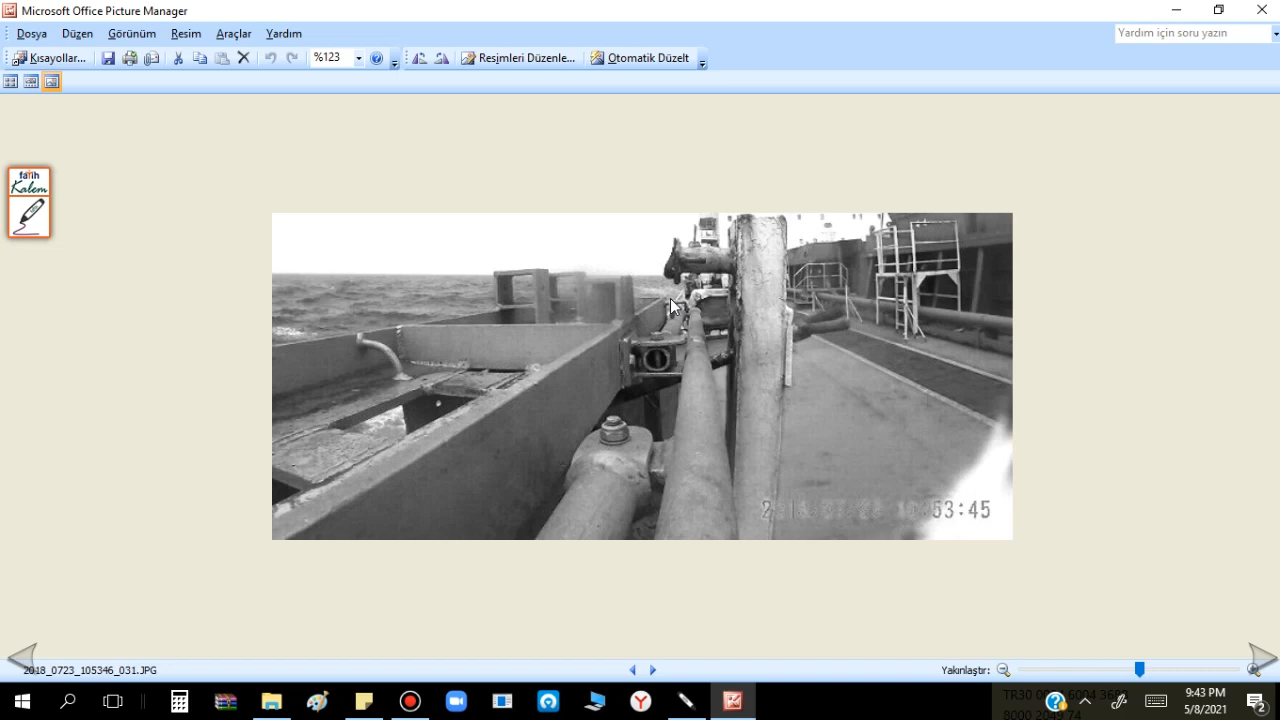 Microsoft Office Picture Manager
Dosya Düzen Görünüm Resim Araçlar Yardım
Yardım için soru yazın
Kısayollar... %123 Resimleri Düzenle... Otomatik Düzelt
fatih
Kalem
53:45
2018_0723_105346_031.JPG
Yakınlaştır:
9:43 PM
5/8/2021
2